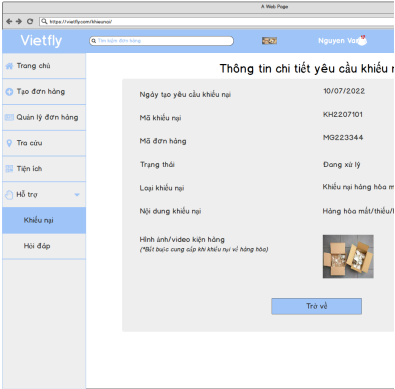 A Web Page
https://vietfly.com/khieunai/
Vietfly
Tìm kiếm đơn hàng
Nguyen Van
Trang chủ
Tạo đơn hàng
Quản lý đơn hàng
Tra cứu
Tiện ích
Hỗ trợ
Khiếu nại
Hỏi đáp
Thông tin chi tiết yêu cầu khiếu
Ngày tạo yêu cầu khiếu nại
10/07/2022
Mã khiếu nại
KH2207101
Mã đơn hàng
MG223344
Trạng thái
Đang xử lý
Loại khiếu nại
Khiếu nại hàng hóa
Nội dung khiếu nại
Hàng hóa mất/thiếu/
Hình ảnh/video kiện hàng
(*Bắt buộc cung cấp khi khiếu nại về hàng hóa)
Trở về